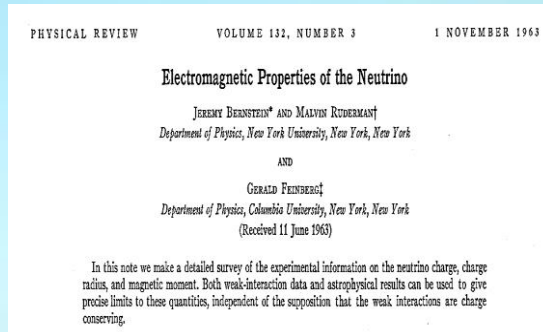 PHYSICAL REVIEW VOLUME 132, NUMBER 3 1 NOVEMBER 1963
Electromagnetic Properties of the Neutrino
JEREMY BERNSTEIN* AND MALVIN RUDERMAN†
Department of Physics, New York University, New York, New York
AND
GERALD FEINBERG‡
Department of Physics, Columbia University, New York, New York
(Received 11 June 1963)
In this note we make a detailed survey of the experimental information on the neutrino charge, charge
radius, and magnetic moment. Both weak-interaction data and astrophysical results can be used to give
precise limits to these quantities, independent of the supposition that the weak interactions are charge
conserving.